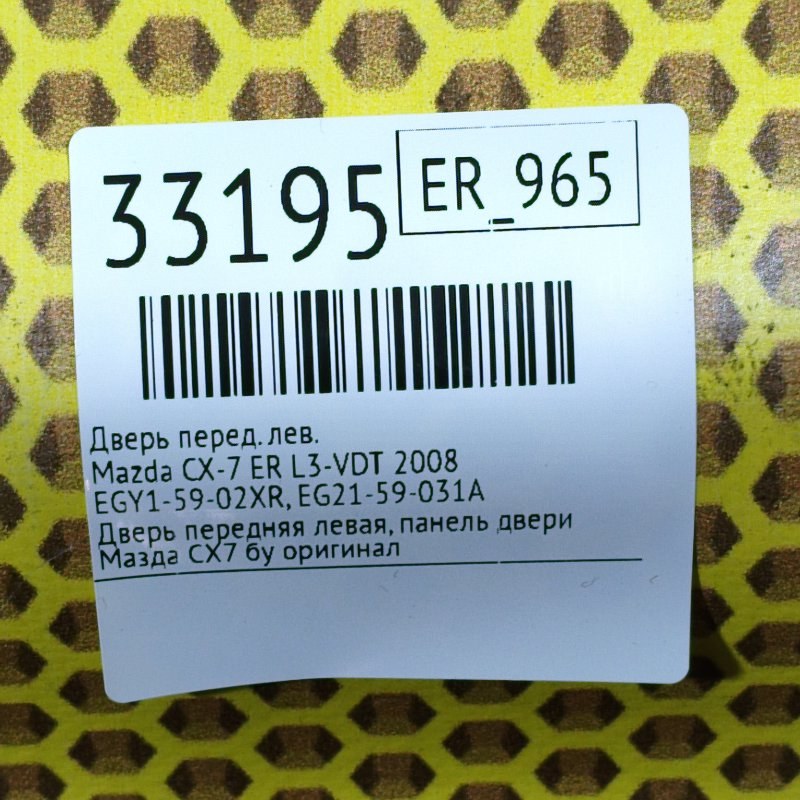 33195
ER_965
Дверь перед. лев.
Mazda CX-7 ER L3-VDT 2008
EGY1-59-02XR, EG21-59-031A
Дверь передняя левая, панель двери
Мазда СХ7 бу оригинал